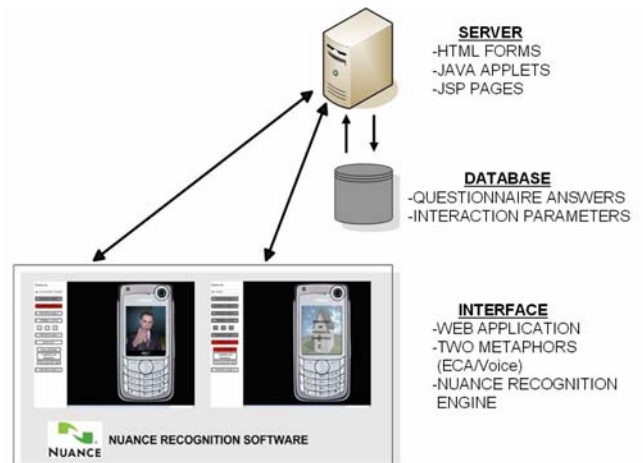 SERVER
-HTML FORMS
-JAVA APPLETS
-JSP PAGES
DATABASE
-QUESTIONNAIRE ANSWERS
-INTERACTION PARAMETERS
INTERFACE
-WEB APPLICATION
-TWO METAPHORS
(ECA/Voice)
-NUANCE RECOGNITION
ENGINE
NUANCE
NUANCE RECOGNITION SOFTWARE